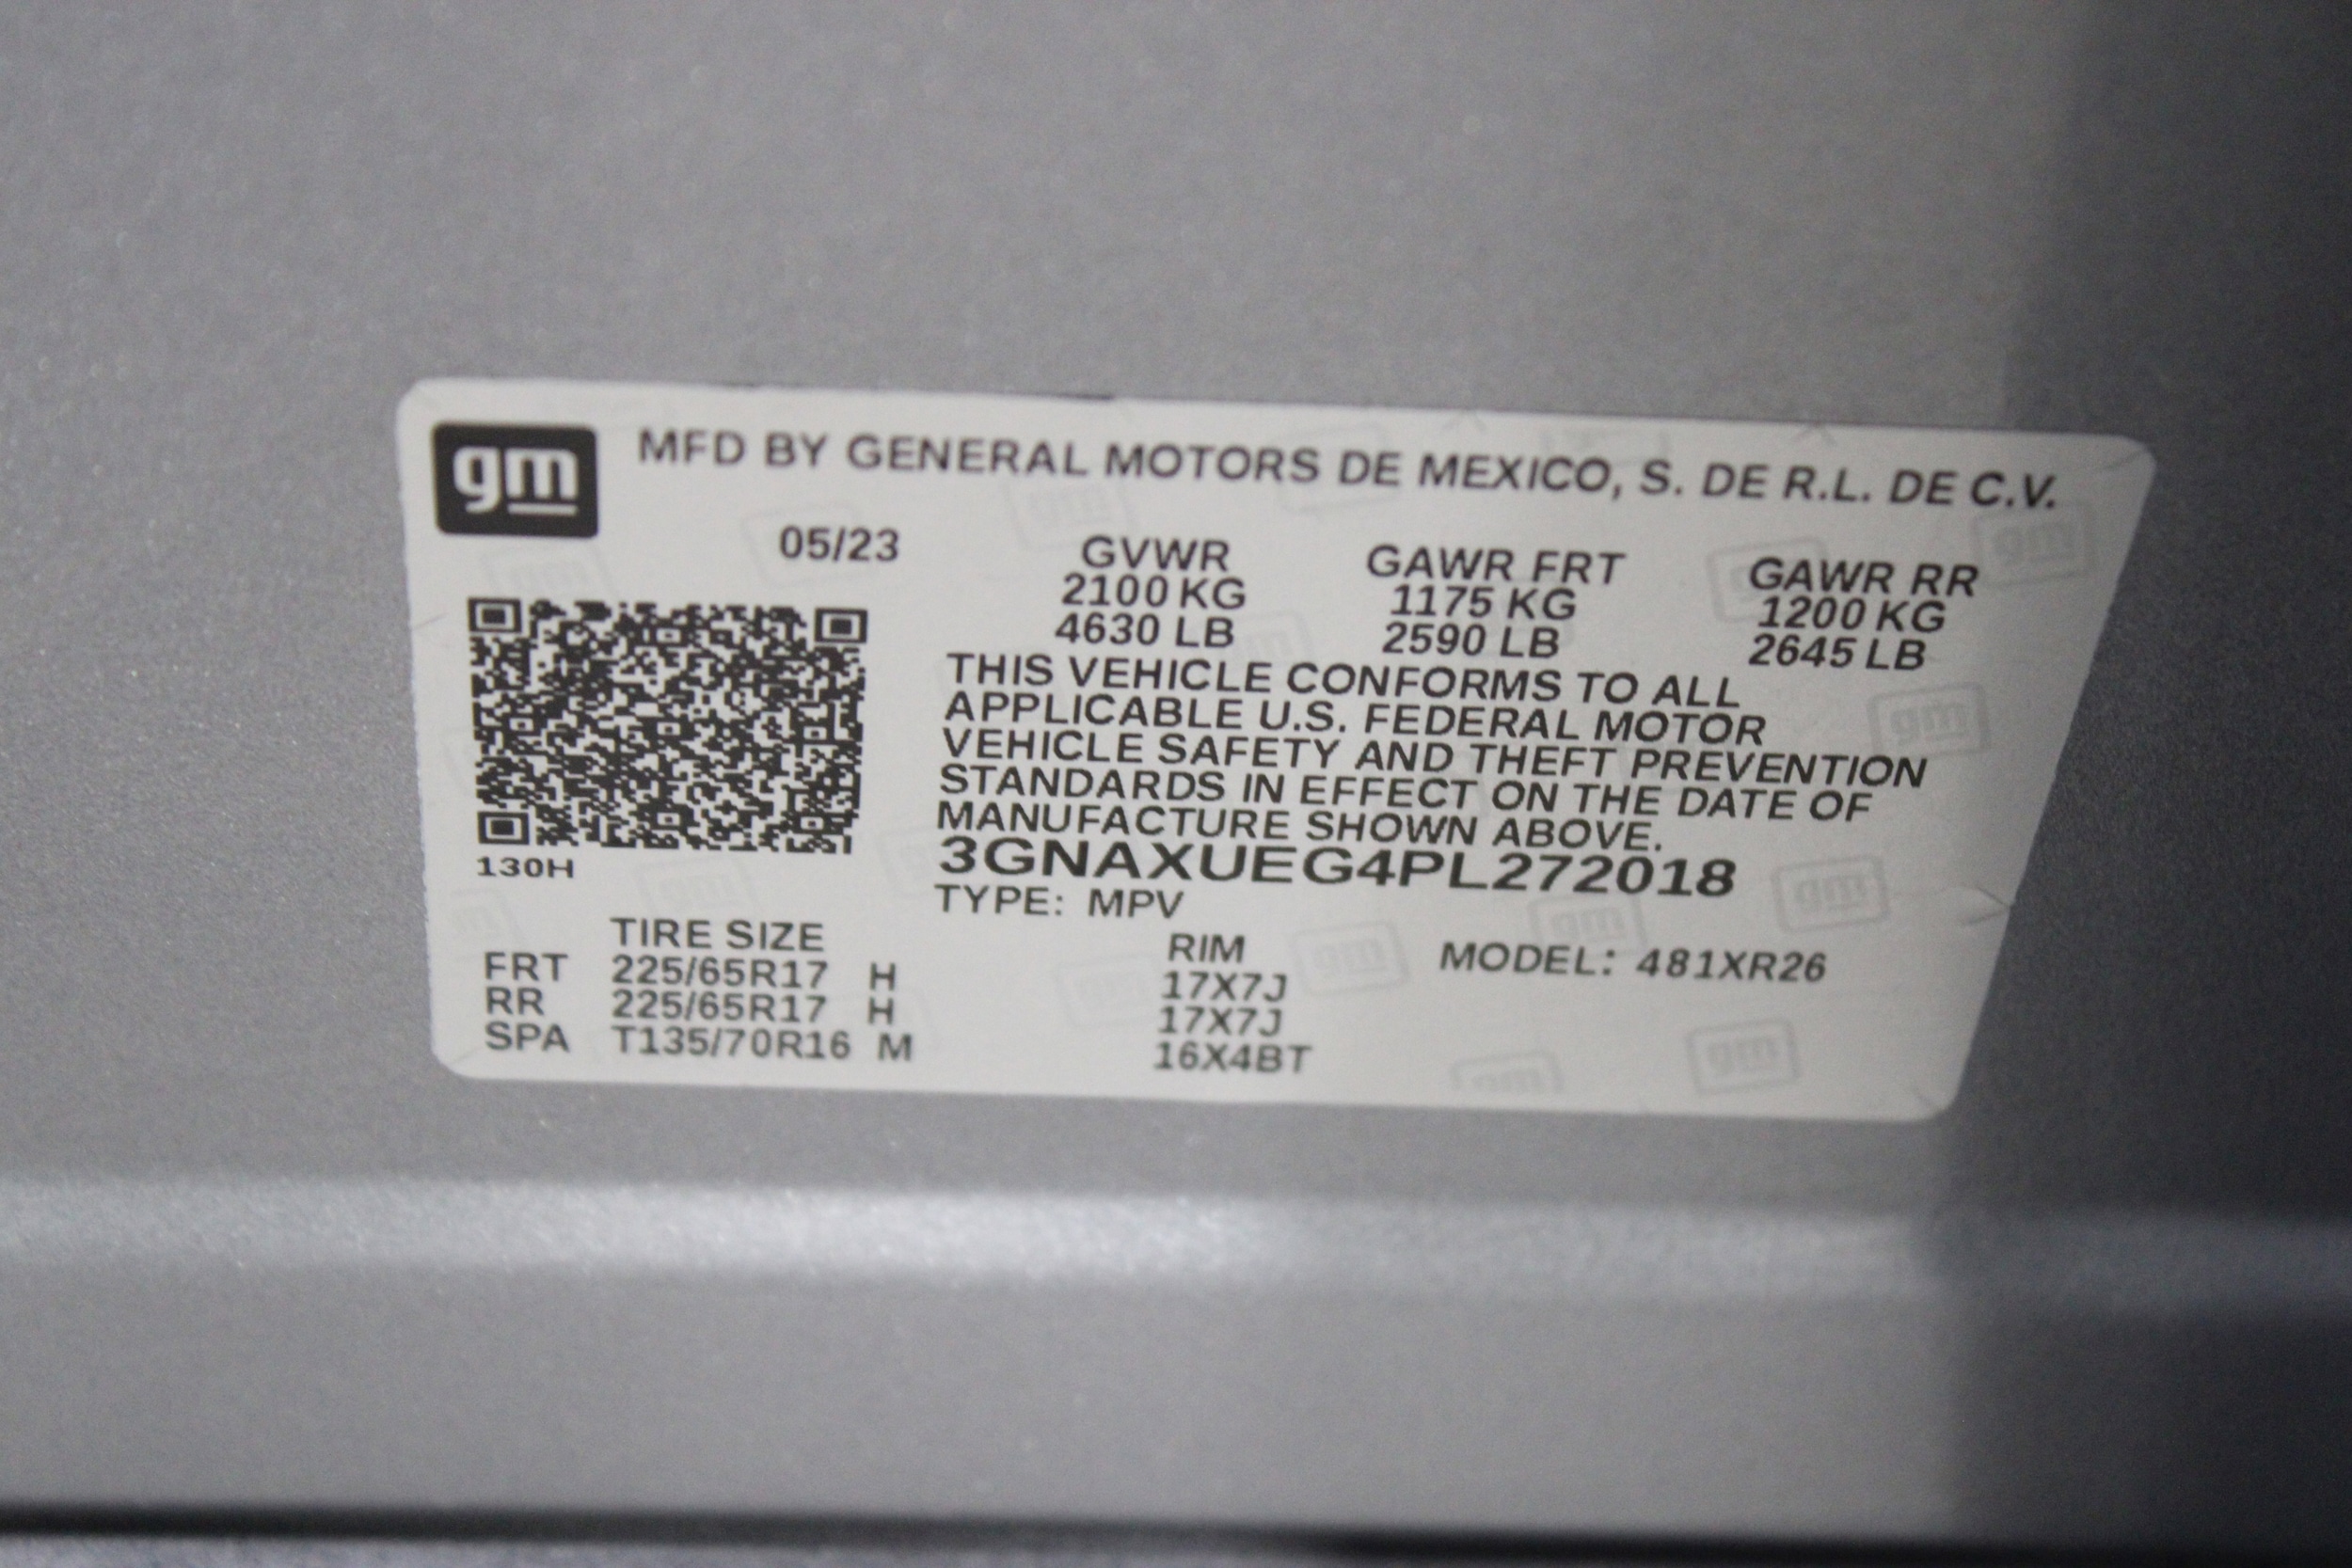 gm
MFD BY GENERAL MOTORS DE MEXICO, S. DE R.L. DE C.V.
05/23 GVWR GAWR FRT GAWR RR
2100 KG 1175 KG 1200 KG
4630 LB 2590 LB 2645 LB
THIS VEHICLE CONFORMS TO ALL
APPLICABLE U.S. FEDERAL MOTOR
VEHICLE SAFETY AND THEFT PREVENTION
STANDARDS IN EFFECT ON THE DATE OF
MANUFACTURE SHOWN ABOVE.
3GNAXUEG4PL272018
130H
TYPE: MPV
TIRE SIZE RIM MODEL: 481XR26
FRT 225/65R17 H 17X7J
RR 225/65R17 H 17X7J
SPA T135/70R16 M 16X4BT